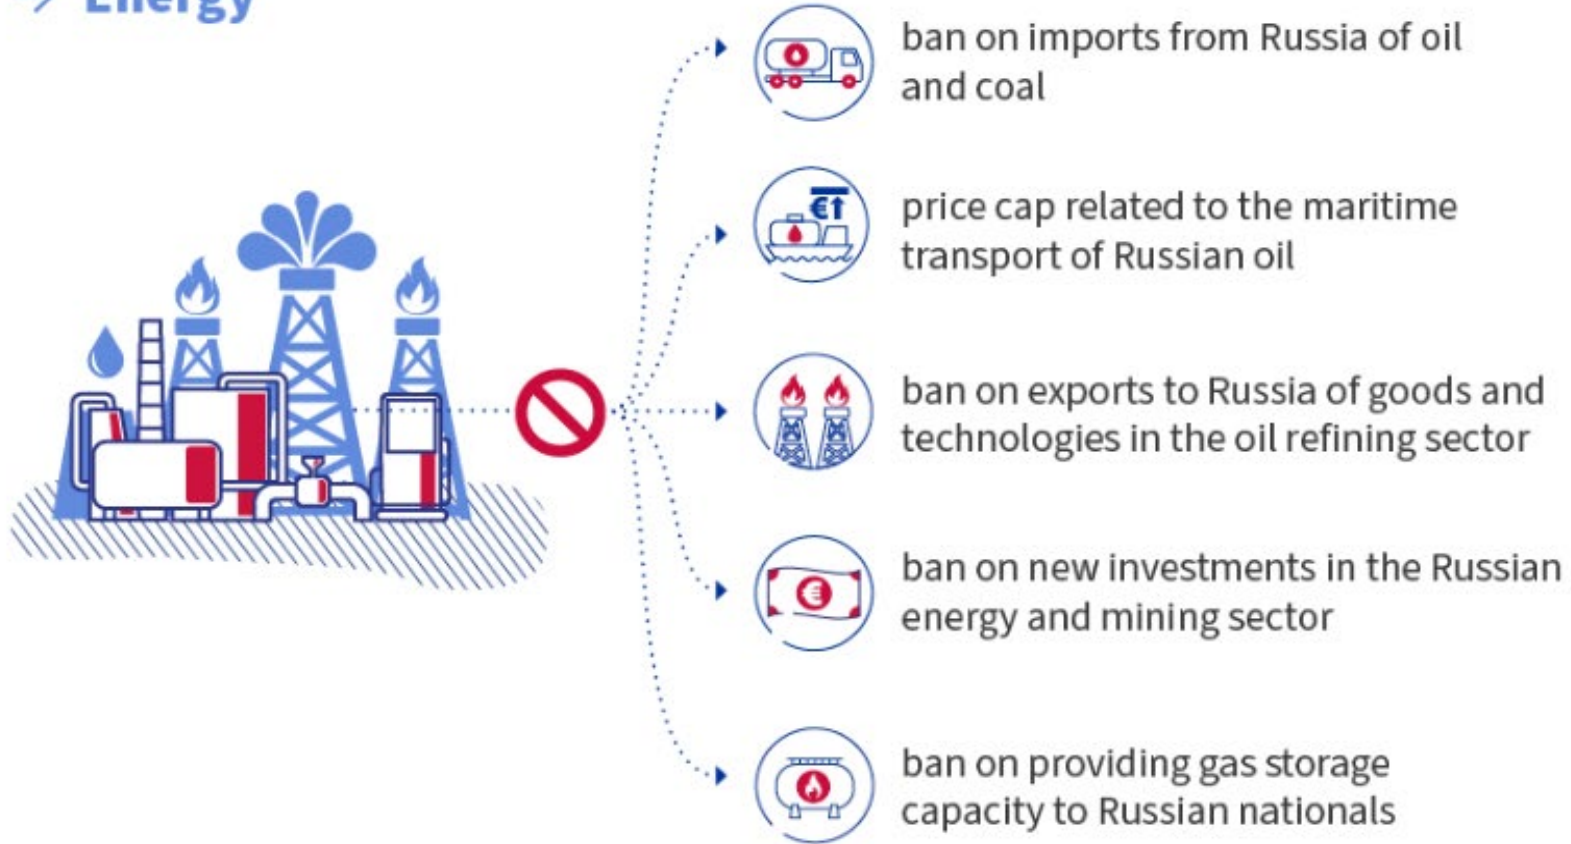 Energy
ban on imports from Russia of oil
and coal
€
price cap related to the maritime
transport of Russian oil
ban on exports to Russia of goods and
technologies in the oil refining sector
ban on new investments in the Russian
€
energy and mining sector
ban on providing gas storage
capacity to Russian nationals